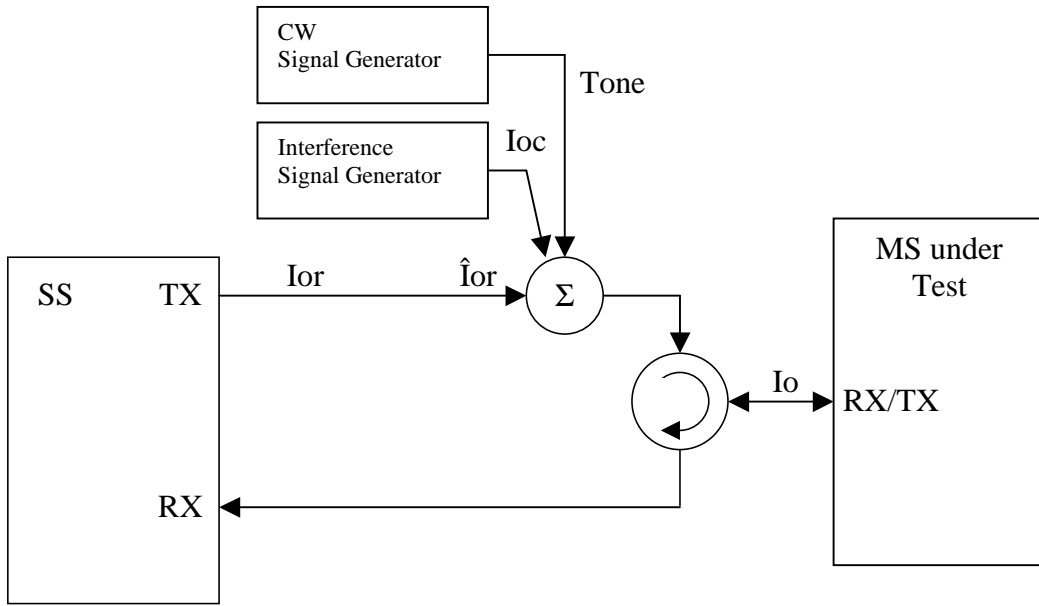 CW
Signal Generator
Tone
Interference
Signal Generator
Ioc
SS
TX
Ior
Îor
Σ
MS under
Test
Io
RX/TX
RX